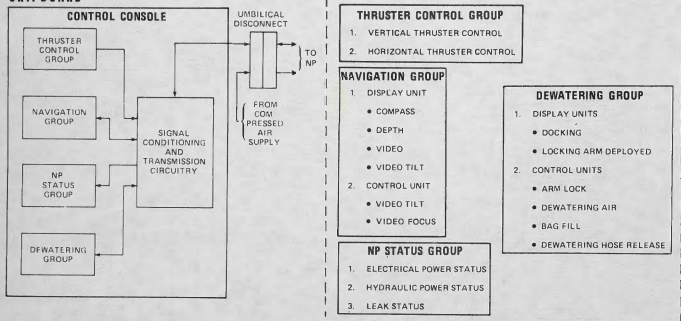 CONTROL CONSOLE
THRUSTER
CONTROL
GROUP
NAVIGATION
GROUP
NP
STATUS
GROUP
DEWATERING
GROUP
SIGNAL
CONDITIONING
AND
TRANSMISSION
CIRCUITRY
UMBILICAL
DISCONNECT
TO
NP
FROM
COM
PRESSED
AIR
SUPPLY
THRUSTER CONTROL GROUP
1. VERTICAL THRUSTER CONTROL
2. HORIZONTAL THRUSTER CONTROL
NAVIGATION GROUP
1. DISPLAY UNIT
• COMPASS
• DEPTH
• VIDEO
• VIDEO TILT
2. CONTROL UNIT
• VIDEO TILT
• VIDEO FOCUS
NP STATUS GROUP
1. ELECTRICAL POWER STATUS
2. HYDRAULIC POWER STATUS
3. LEAK STATUS
DEWATERING GROUP
1. DISPLAY UNITS
• DOCKING
• LOCKING ARM DEPLOYED
2. CONTROL UNITS
• ARM LOCK
• DEWATERING AIR
• BAG FILL
• DEWATERING HOSE RELEASE